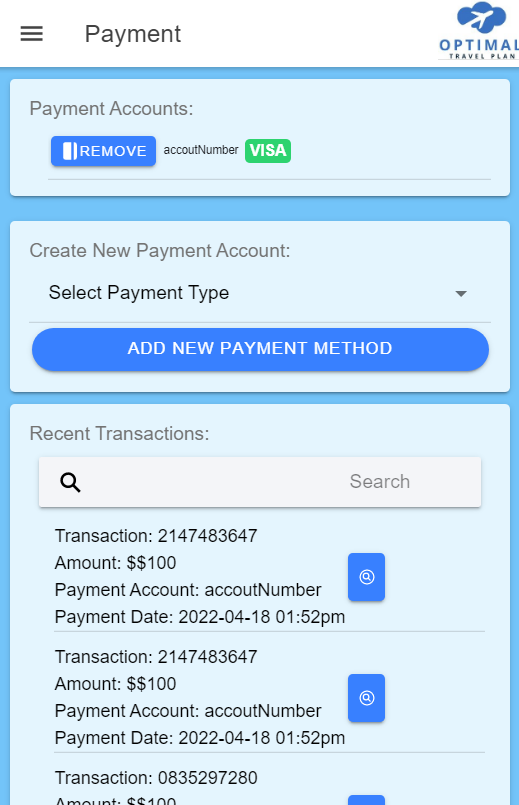 Payment
OPTIMAL
TRAVEL PLAN
Payment Accounts:
REMOVE accoutNumber VISA
Create New Payment Account:
Select Payment Type
ADD NEW PAYMENT METHOD
Recent Transactions:
Search
Transaction: 2147483647
Amount: $$100
Payment Account: accoutNumber
Payment Date: 2022-04-18 01:52pm
Transaction: 2147483647
Amount: $$100
Payment Account: accoutNumber
Payment Date: 2022-04-18 01:52pm
Transaction: 0835297280
Amount: $$100